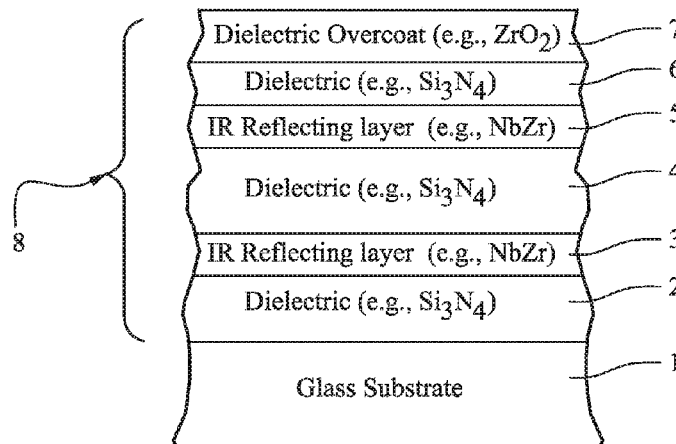 Dielectric Overcoat (e.g., ZrO2) 7
Dielectric (e.g., Si3N4) 6
IR Reflecting layer (e.g., NbZr) 5
Dielectric (e.g., Si3N4) 4
8
IR Reflecting layer (e.g., NbZr) 3
Dielectric (e.g., Si3N4) 2
Glass Substrate 1